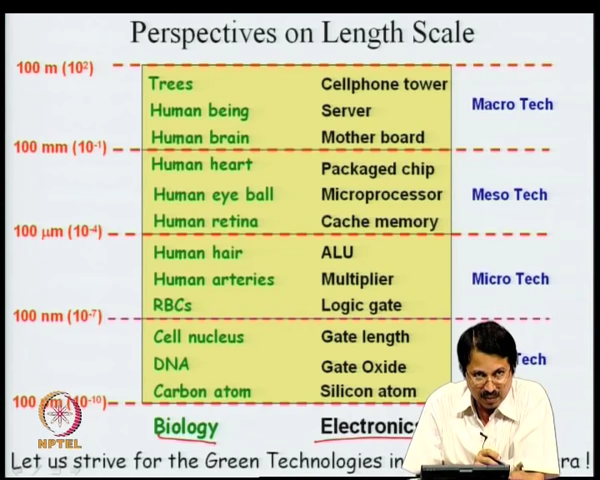 Perspectives on Length Scale
100 m (10²)
Trees Cellphone tower
Human being Server Macro Tech
Human brain Mother board
100 mm (10⁻¹)
Human heart Packaged chip
Human eye ball Microprocessor Meso Tech
Human retina Cache memory
100 μm (10⁻⁴)
Human hair ALU
Human arteries Multiplier Micro Tech
RBCs Logic gate
100 nm (10⁻⁷)
Cell nucleus Gate length
DNA Gate Oxide Tech
Carbon atom Silicon atom
100 (10⁻¹⁰)
Biology Electronics
NPTEL
Let us strive for the Green Technologies in ra !